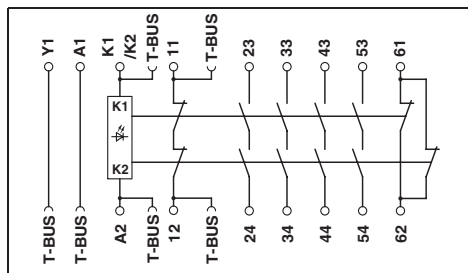 Y1
A1
K1
/K2
T-BUS
11
T-BUS
23
33
43
53
61
K1
K2
T-BUS
T-BUS
A2
T-BUS
12
T-BUS
24
34
44
54
62